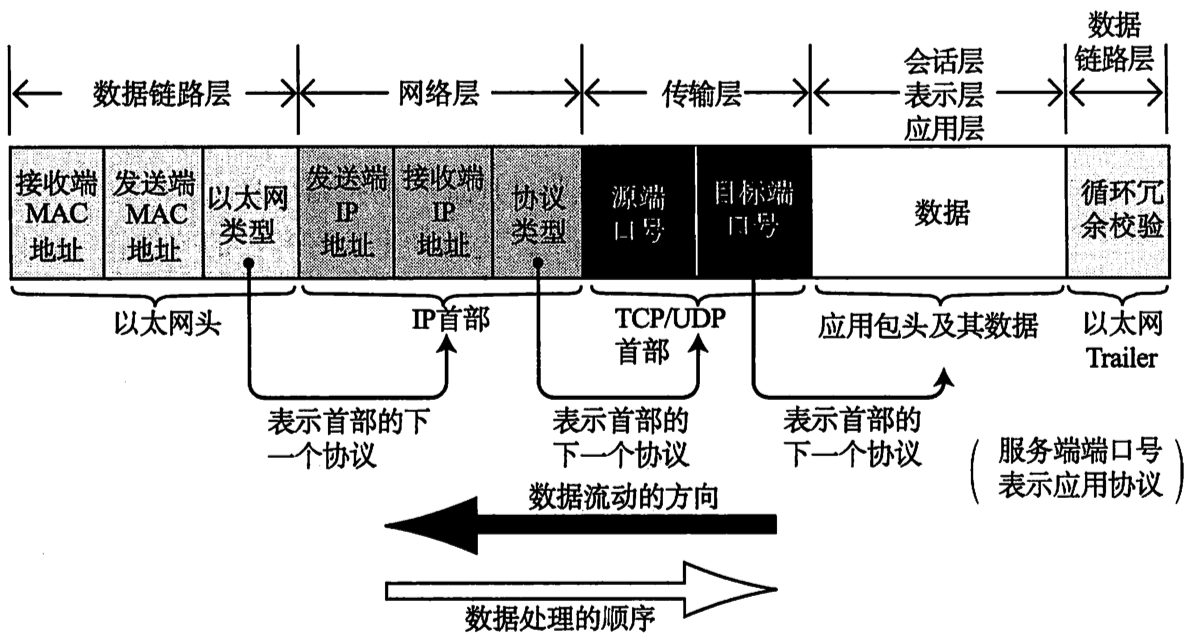 数据链路层
网络层
传输层
会话层
表示层
应用层
数据
链路层
接收端
MAC
地址
发送端
MAC
地址
以太网
类型
发送端
IP
地址
接收端
IP
地址
协议
类型
源端
口号
目标端
口号
数据
循环冗
余校验
以太网头
IP首部
TCP/UDP
首部
应用包头及其数据
以太网
Trailer
表示首部的下
一个协议
表示首部的
下一个协议
表示首部的
下一个协议
(服务端端口号
表示应用协议)
数据流动的方向
数据处理的顺序